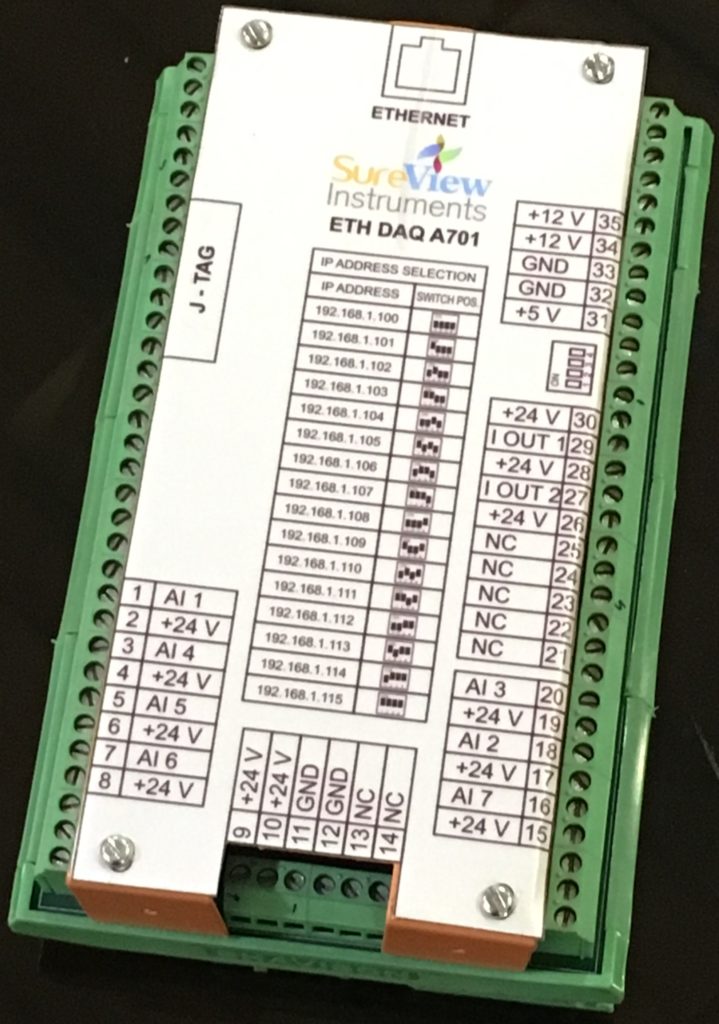 ETHERNET
SureView
Instruments
ETH DAQ A701
J - TAG
IP ADDRESS SELECTION
IP ADDRESS SWITCH POS.
192.168.1.100
192.168.1.101
192.168.1.102
192.168.1.103
192.168.1.104
192.168.1.105
192.168.1.106
192.168.1.107
192.168.1.108
192.168.1.109
192.168.1.110
192.168.1.111
192.168.1.112
192.168.1.113
192.168.1.114
192.168.1.115
+12 V 35
+12 V 34
GND 33
GND 32
+5 V 31
ON
+24 V 30
I OUT 1 29
+24 V 28
I OUT 2 27
+24 V 26
NC 25
NC 24
NC 23
NC 22
NC 21
AI 3 20
+24 V 19
AI 2 18
+24 V 17
AI 7 16
+24 V 15
1 AI 1
2 +24 V
3 AI 4
4 +24 V
5 AI 5
6 +24 V
7 AI 6
8 +24 V
9 +24 V
10 +24 V
11 GND
12 GND
13 NC
14 NC